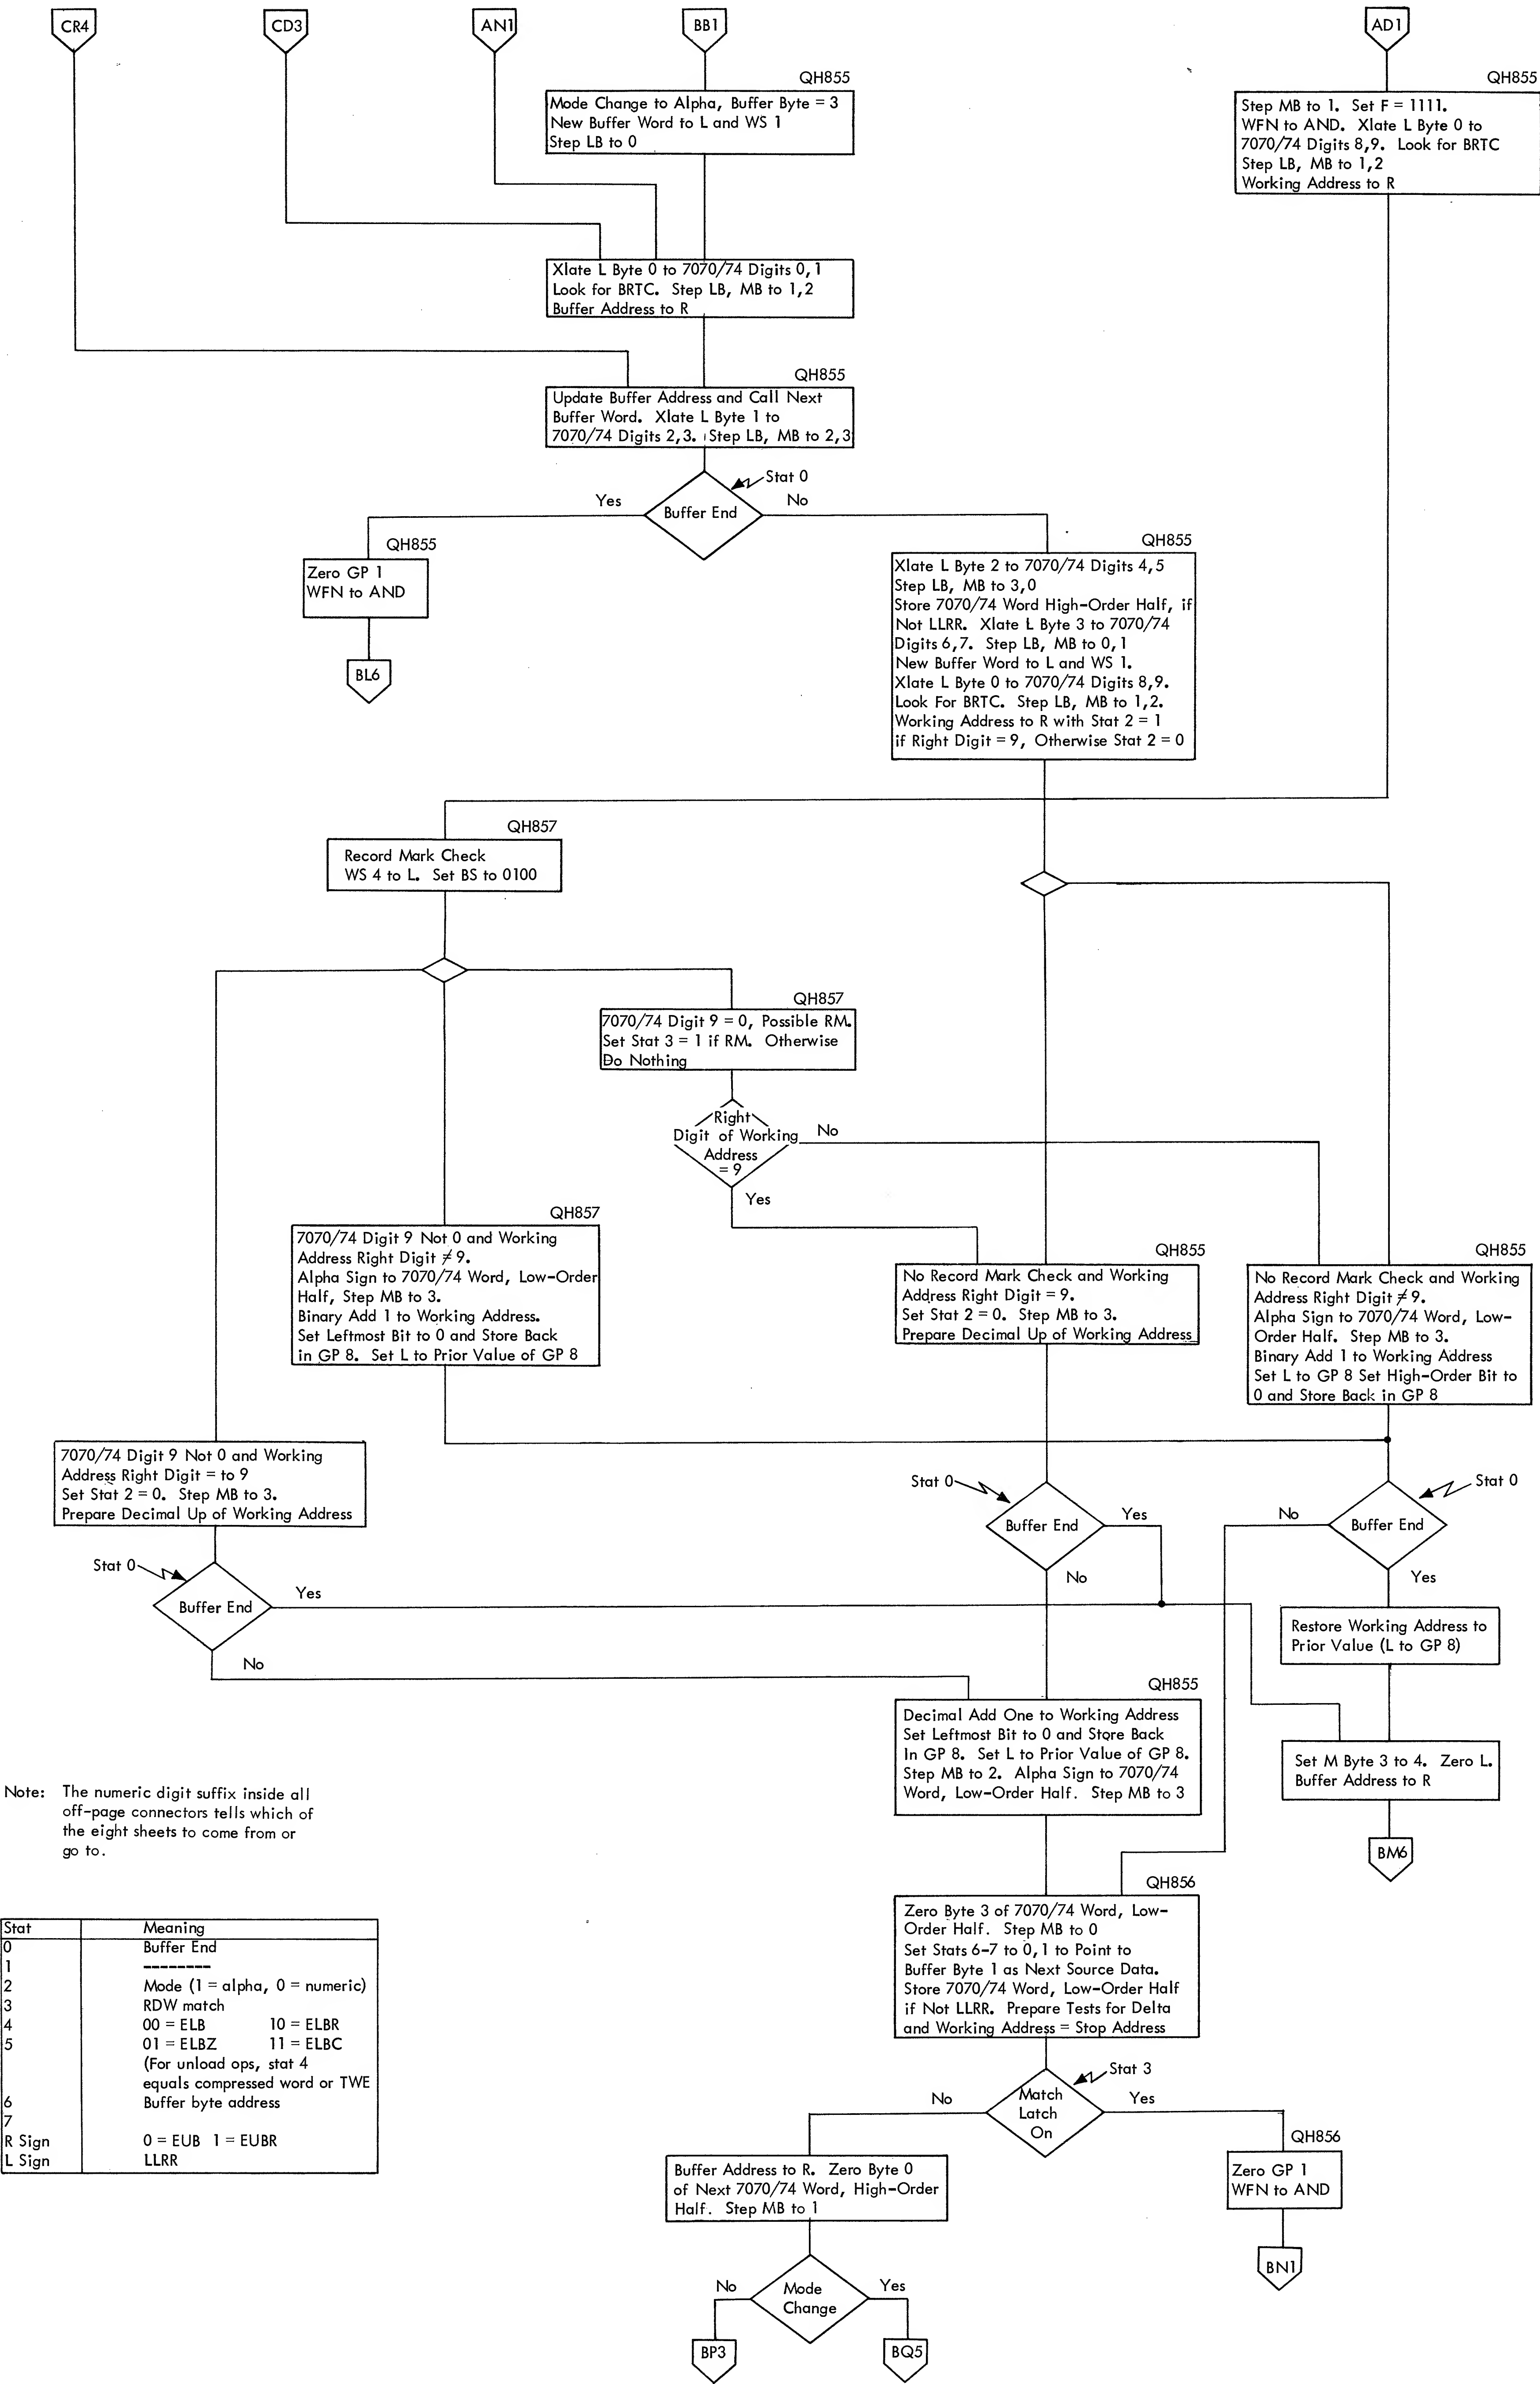 CR4
CD3
AN1
BB1
AD1
QH855
Mode Change to Alpha, Buffer Byte = 3
New Buffer Word to L and WS 1
Step LB to 0
QH855
Step MB to 1. Set F = 1111.
WFN to AND. Xlate L Byte 0 to
7070/74 Digits 8,9. Look for BRTC
Step LB, MB to 1,2
Working Address to R
Xlate L Byte 0 to 7070/74 Digits 0,1
Look for BRTC. Step LB, MB to 1,2
Buffer Address to R
QH855
Update Buffer Address and Call Next
Buffer Word. Xlate L Byte 1 to
7070/74 Digits 2,3. Step LB, MB to 2,3
Stat 0
Yes
Buffer End
No
QH855
Zero GP 1
WFN to AND
BL6
QH855
Xlate L Byte 2 to 7070/74 Digits 4,5
Step LB, MB to 3,0
Store 7070/74 Word High-Order Half, if
Not LLRR. Xlate L Byte 3 to 7070/74
Digits 6,7. Step LB, MB to 0,1
New Buffer Word to L and WS 1.
Xlate L Byte 0 to 7070/74 Digits 8,9.
Look For BRTC. Step LB, MB to 1,2.
Working Address to R with Stat 2 = 1
if Right Digit = 9, Otherwise Stat 2 = 0
QH857
Record Mark Check
WS 4 to L. Set BS to 0100
QH857
7070/74 Digit 9 = 0, Possible RM.
Set Stat 3 = 1 if RM. Otherwise
Do Nothing
Right
Digit of Working
Address
= 9
No
Yes
QH857
7070/74 Digit 9 Not 0 and Working
Address Right Digit ≠ 9.
Alpha Sign to 7070/74 Word, Low-Order
Half, Step MB to 3.
Binary Add 1 to Working Address.
Set Leftmost Bit to 0 and Store Back
in GP 8. Set L to Prior Value of GP 8
QH855
No Record Mark Check and Working
Address Right Digit = 9.
Set Stat 2 = 0. Step MB to 3.
Prepare Decimal Up of Working Address
QH855
No Record Mark Check and Working
Address Right Digit ≠ 9.
Alpha Sign to 7070/74 Word, Low-
Order Half. Step MB to 3.
Binary Add 1 to Working Address
Set L to GP 8 Set High-Order Bit to
0 and Store Back in GP 8
7070/74 Digit 9 Not 0 and Working
Address Right Digit = to 9
Set Stat 2 = 0. Step MB to 3.
Prepare Decimal Up of Working Address
Stat 0
Buffer End
Yes
No
Stat 0
Buffer End
Yes
No
Stat 0
No
Buffer End
Yes
Restore Working Address to
Prior Value (L to GP 8)
QH855
Decimal Add One to Working Address
Set Leftmost Bit to 0 and Store Back
In GP 8. Set L to Prior Value of GP 8.
Step MB to 2. Alpha Sign to 7070/74
Word, Low-Order Half. Step MB to 3
Set M Byte 3 to 4. Zero L.
Buffer Address to R
BM6
Note: The numeric digit suffix inside all
off-page connectors tells which of
the eight sheets to come from or
go to.
QH856
Zero Byte 3 of 7070/74 Word, Low-
Order Half. Step MB to 0
Set Stats 6-7 to 0,1 to Point to
Buffer Byte 1 as Next Source Data.
Store 7070/74 Word, Low-Order Half
if Not LLRR. Prepare Tests for Delta
and Working Address = Stop Address
Stat Meaning
0 Buffer End
1 --------
2 Mode (1 = alpha, 0 = numeric)
3 RDW match
4 00 = ELB 10 = ELBR
5 01 = ELBZ 11 = ELBC
(For unload ops, stat 4
equals compressed word or TWE
6 Buffer byte address
7
R Sign 0 = EUB 1 = EUBR
L Sign LLRR
Stat 3
No
Match
Latch
On
Yes
QH856
Zero GP 1
WFN to AND
BN1
Buffer Address to R. Zero Byte 0
of Next 7070/74 Word, High-Order
Half. Step MB to 1
No
Mode
Change
Yes
BP3
BQ5